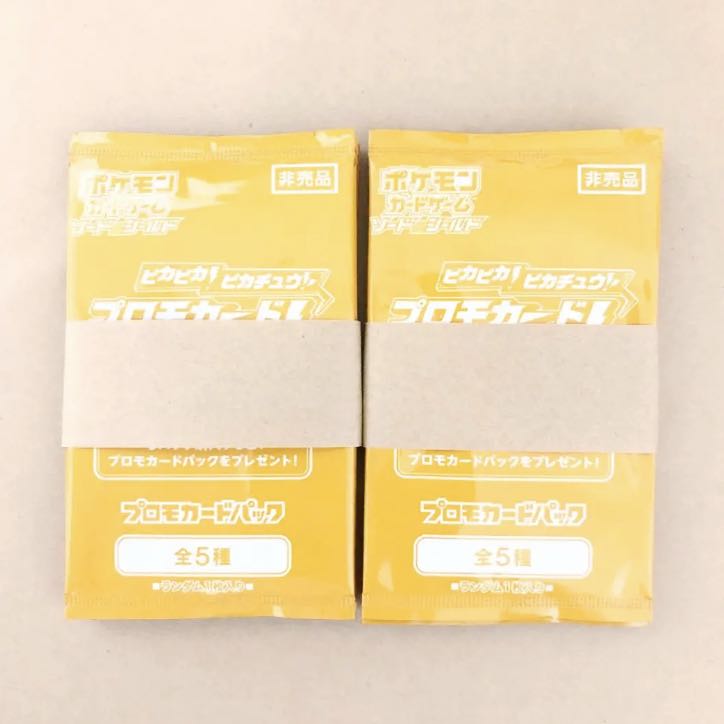 ポケモン
カードゲーム
ソード&シールド
非売品
ピカピカ!ピカチュウ!
プロモカード
プロモカードパックをプレゼント!
プロモカードパック
全5種
■ランダム1枚入り■
ポケモン
カードゲーム
ソード&シールド
非売品
ピカピカ!ピカチュウ!
プロモカード
プロモカードパックをプレゼント!
プロモカードパック
全5種
■ランダム1枚入り■